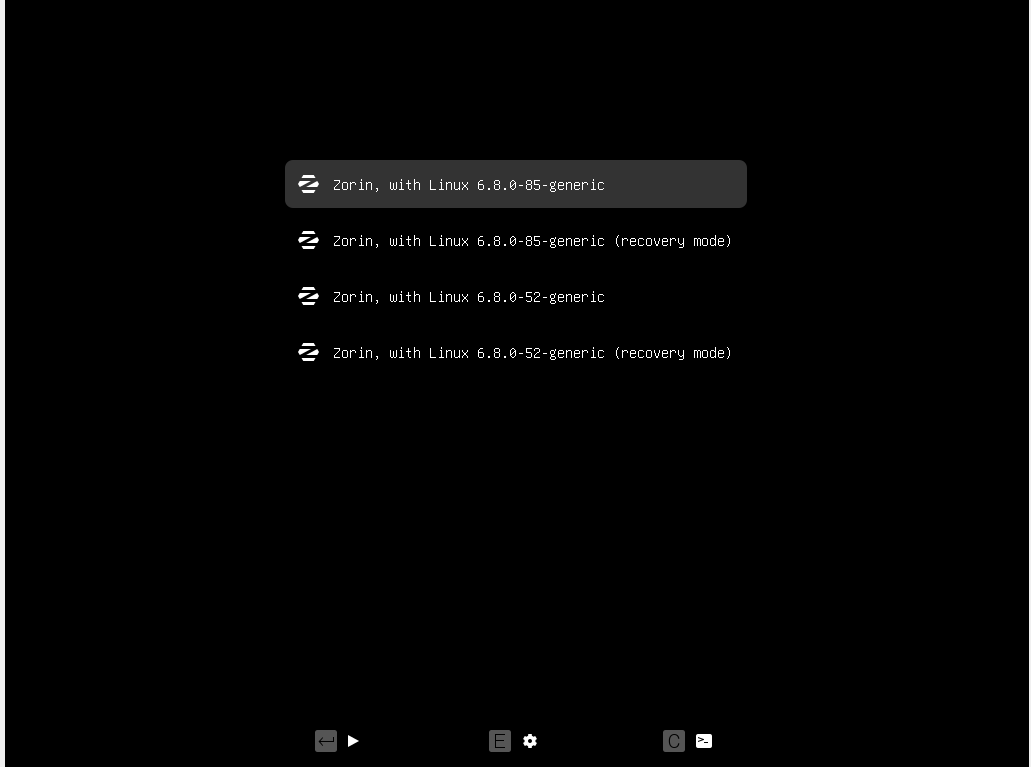 Zorin, with Linux 6.8.0-85-generic
Zorin, with Linux 6.8.0-85-generic (recovery mode)
Zorin, with Linux 6.8.0-52-generic
Zorin, with Linux 6.8.0-52-generic (recovery mode)
E C >_